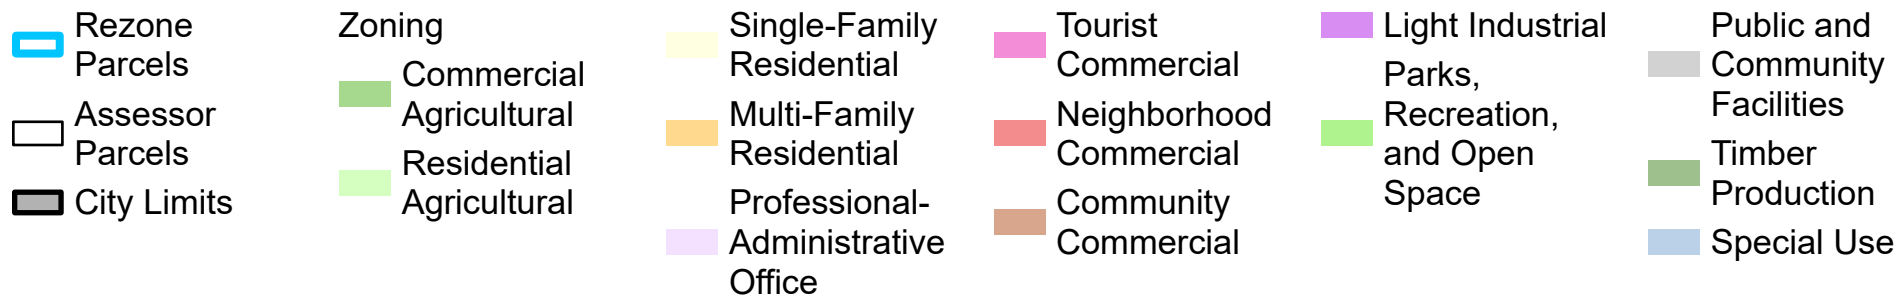 Rezone
Parcels
Assessor
Parcels
City Limits
Zoning
Commercial
Agricultural
Residential
Agricultural
Single-Family
Residential
Multi-Family
Residential
Professional-
Administrative
Office
Tourist
Commercial
Neighborhood
Commercial
Community
Commercial
Light Industrial
Parks,
Recreation,
and Open
Space
Public and
Community
Facilities
Timber
Production
Special Use